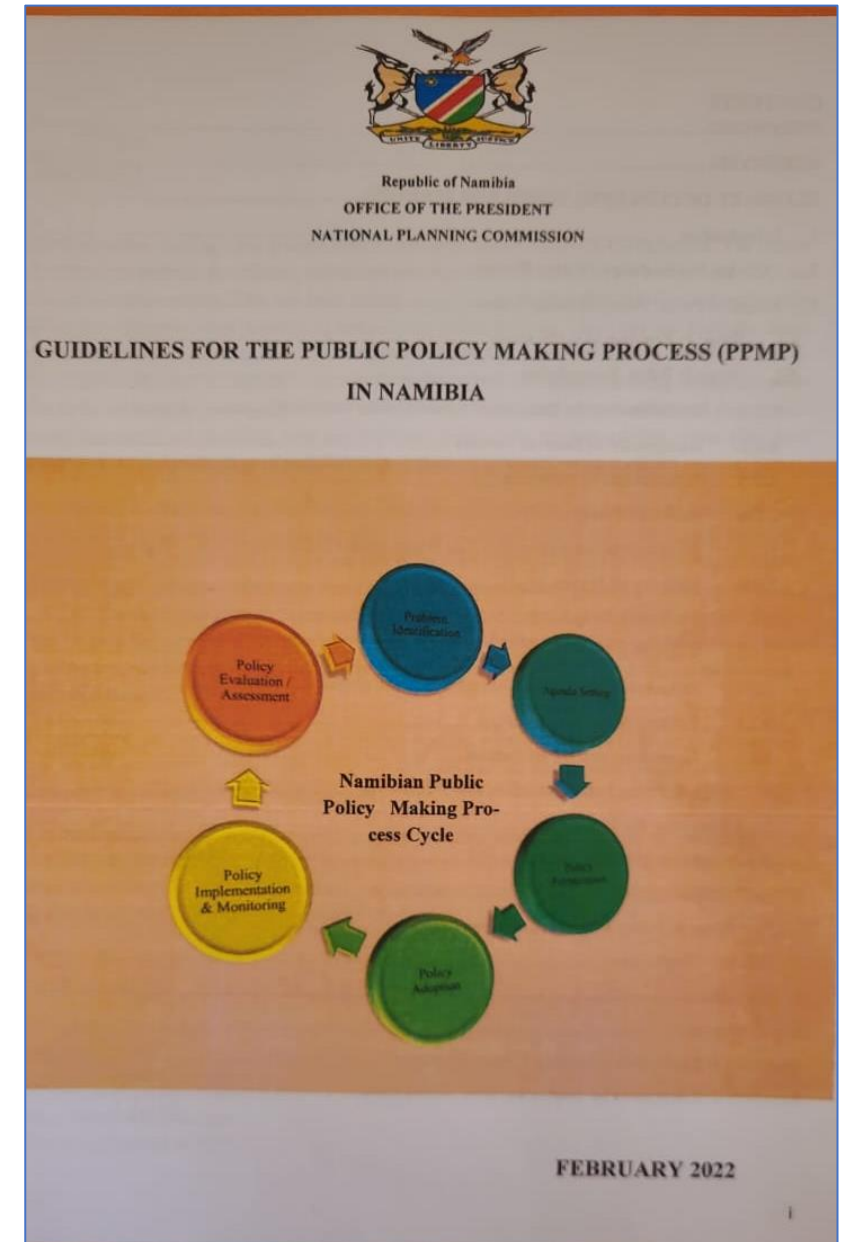 UNITY LIBERTY JUSTICE
Republic of Namibia
OFFICE OF THE PRESIDENT
NATIONAL PLANNING COMMISSION
GUIDELINES FOR THE PUBLIC POLICY MAKING PROCESS (PPMP)
IN NAMIBIA
Problem
Identification
Agenda Setting
Policy
Formulation
Policy
Adoption
Policy
Implementation
& Monitoring
Policy
Evaluation /
Assessment
Namibian Public
Policy Making Pro-
cess Cycle
FEBRUARY 2022
i